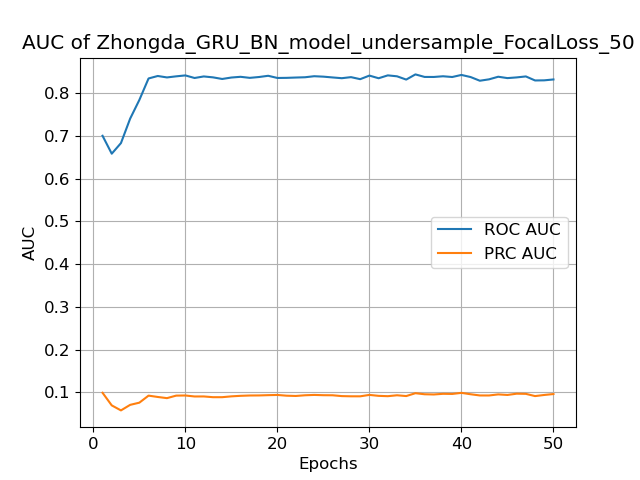 AUC of Zhongda_GRU_BN_model_undersample_FocalLoss_50
0.8
0.7
0.6
0.5
0.4
0.3
0.2
0.1
AUC
ROC AUC
PRC AUC
0 10 20 30 40 50
Epochs